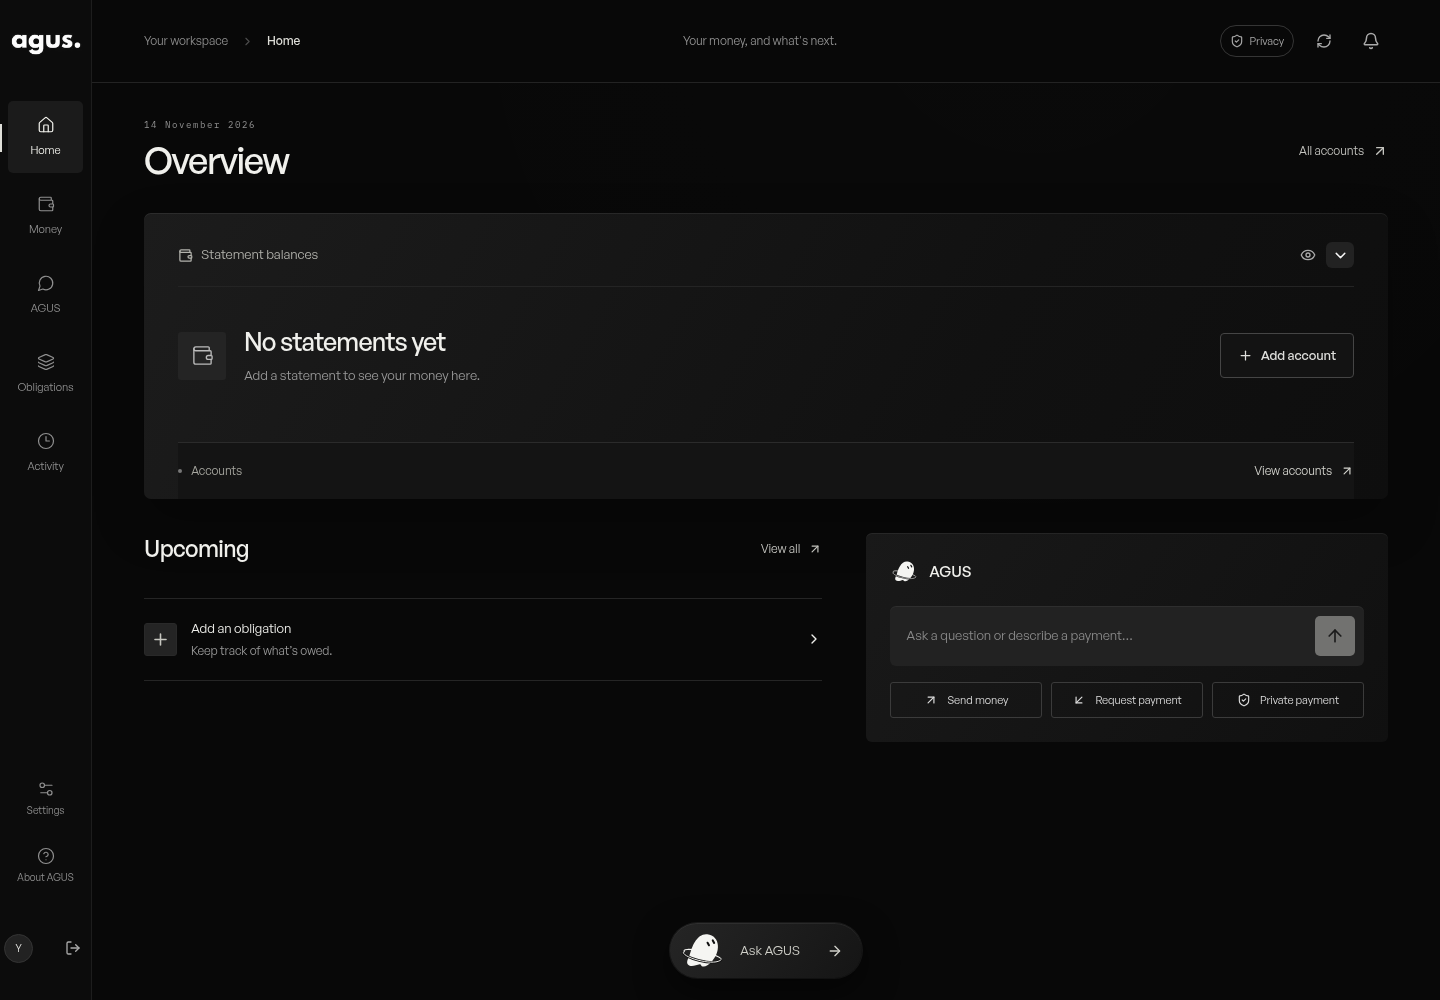 agus.
Your workspace
Home
Your money, and what's next.
Privacy
Home
Money
AGUS
Obligations
Activity
Settings
About AGUS
Y
14 November 2026
Overview
All accounts
Statement balances
No statements yet
Add a statement to see your money here.
Add account
Accounts
View accounts
Upcoming
View all
Add an obligation
Keep track of what's owed.
AGUS
Ask a question or describe a payment...
Send money
Request payment
Private payment
Ask AGUS